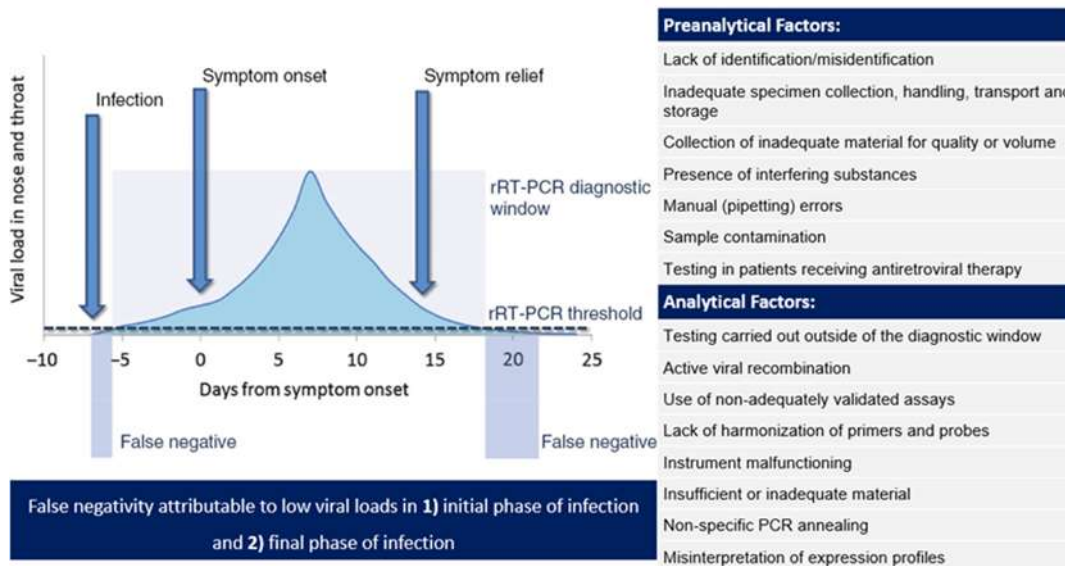 Viral load in nose and throat
Infection
Symptom onset
Symptom relief
rRT-PCR diagnostic
window
rRT-PCR threshold
−10
−5
0
5
10
15
20
25
Days from symptom onset
False negative
False negative
False negativity attributable to low viral loads in 1) initial phase of infection
and 2) final phase of infection
Preanalytical Factors:
Lack of identification/misidentification
Inadequate specimen collection, handling, transport and
storage
Collection of inadequate material for quality or volume
Presence of interfering substances
Manual (pipetting) errors
Sample contamination
Testing in patients receiving antiretroviral therapy
Analytical Factors:
Testing carried out outside of the diagnostic window
Active viral recombination
Use of non-adequately validated assays
Lack of harmonization of primers and probes
Instrument malfunctioning
Insufficient or inadequate material
Non-specific PCR annealing
Misinterpretation of expression profiles